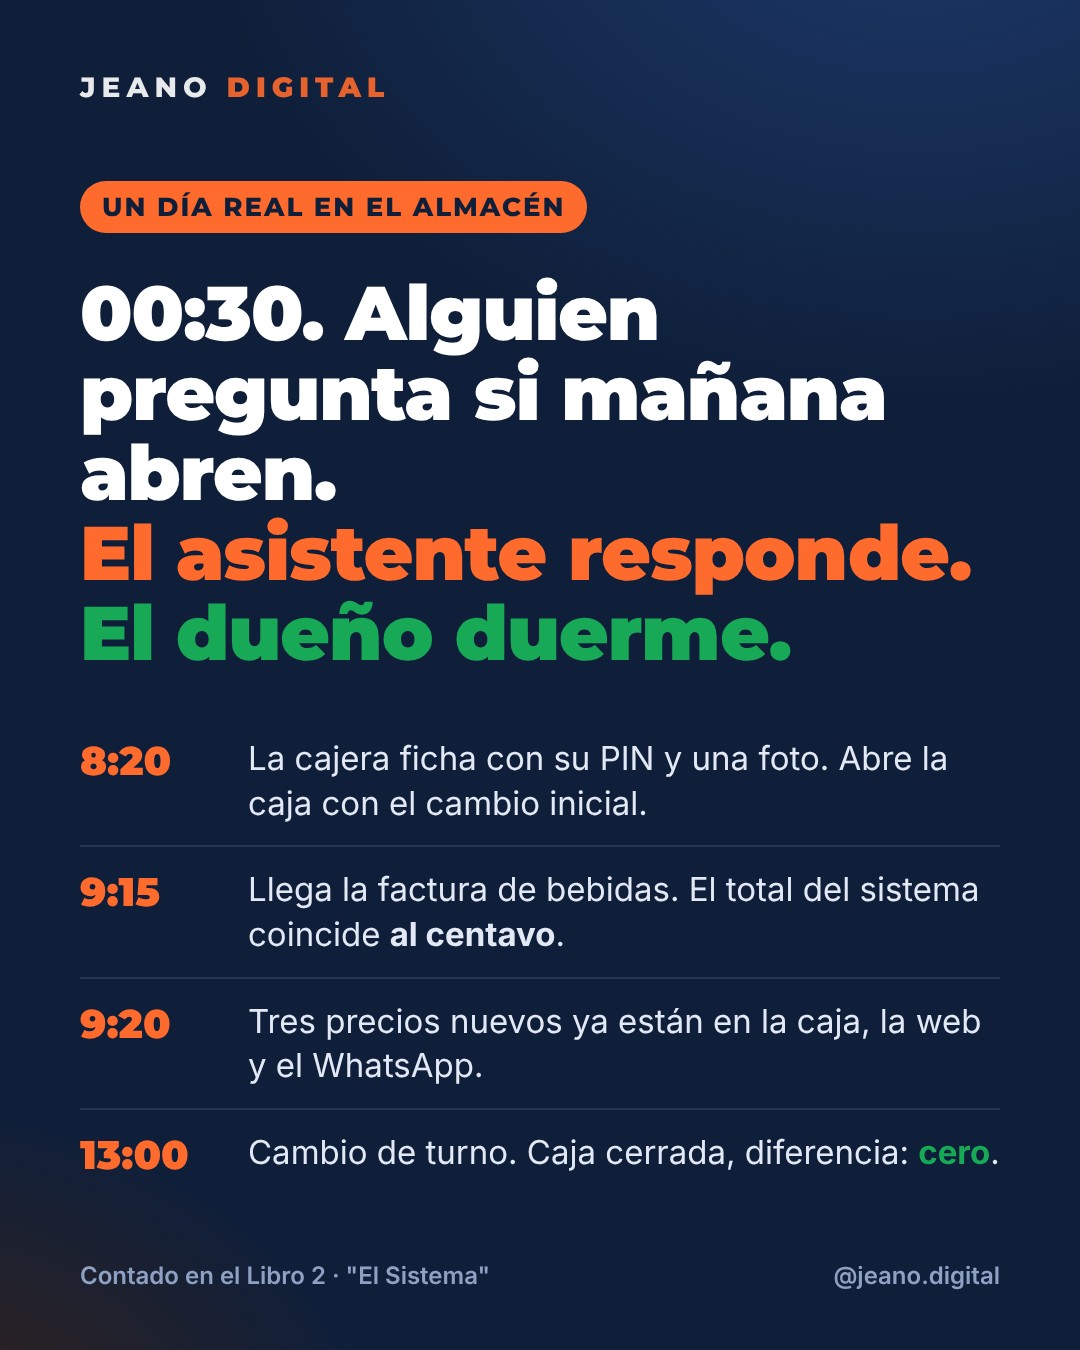 JEANO DIGITAL
UN DÍA REAL EN EL ALMACÉN
00:30. Alguien
pregunta si mañana
abren.
El asistente responde.
El dueño duerme.
8:20 La cajera ficha con su PIN y una foto. Abre la
caja con el cambio inicial.
9:15 Llega la factura de bebidas. El total del sistema
coincide al centavo.
9:20 Tres precios nuevos ya están en la caja, la web
y el WhatsApp.
13:00 Cambio de turno. Caja cerrada, diferencia: cero.
Contado en el Libro 2 · "El Sistema" @jeano.digital